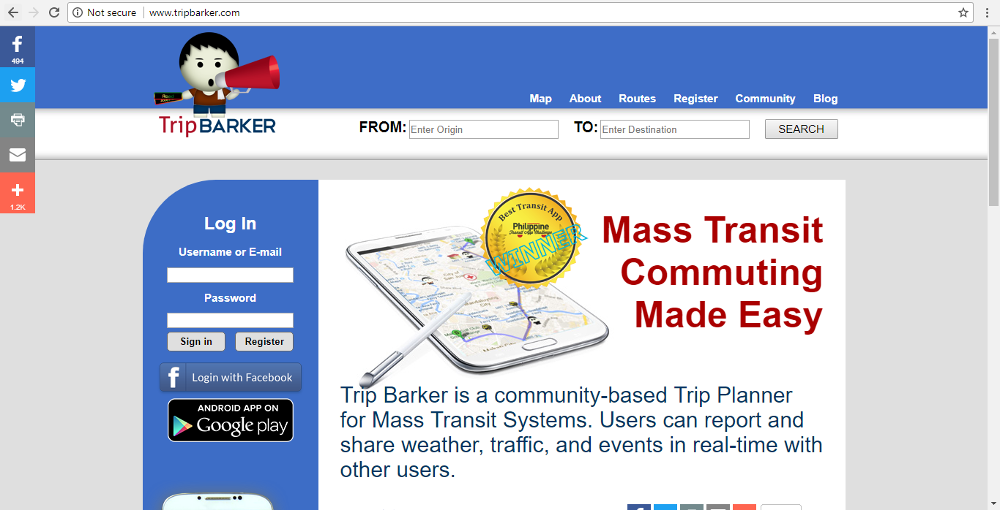 Not secure www.tripbarker.com
494
1.2K
Road
TripBARKER
Map About Routes Register Community Blog
FROM: Enter Origin TO: Enter Destination SEARCH
Log In
Username or E-mail
Password
Sign in Register
Login with Facebook
ANDROID APP ON
Google play
Best Transit App
Philippine
Transit App Challenge
WINNER
Mass Transit
Commuting
Made Easy
Trip Barker is a community-based Trip Planner
for Mass Transit Systems. Users can report and
share weather, traffic, and events in real-time with
other users.